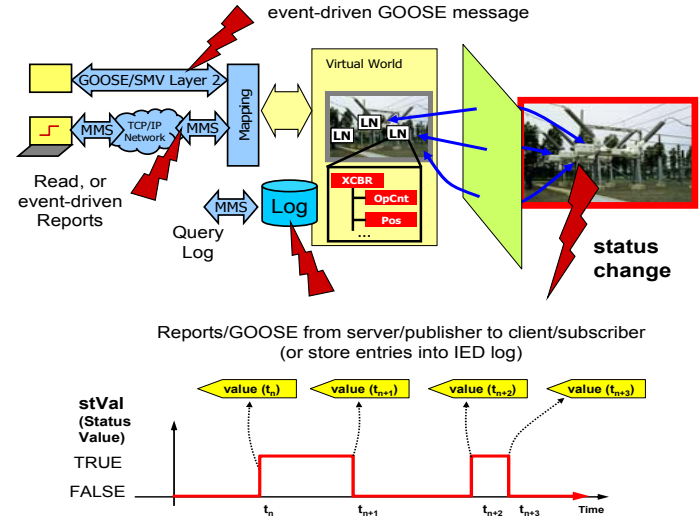 event-driven GOOSE message
GOOSE/SMV Layer 2
MMS
TCP/IP
Network
MMS
Mapping
Virtual World
LN
LN
LN
XCBR
OpCnt
Pos
...
Read, or
event-driven
Reports
MMS
Query
Log
Log
status
change
Reports/GOOSE from server/publisher to client/subscriber
(or store entries into IED log)
value (tn)
value (tn+1)
value (tn+2)
value (tn+3)
stVal
(Status
Value)
TRUE
FALSE
tn
tn+1
tn+2
tn+3
Time